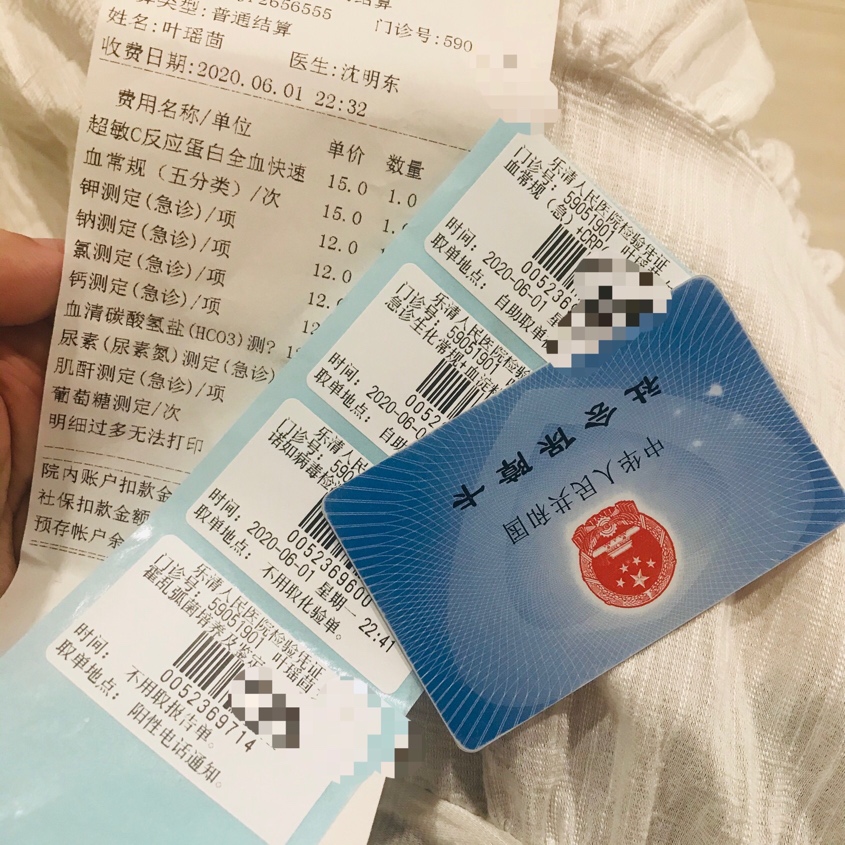 算类型:普通结算
门诊号:590
姓名:叶瑶茴
医生:沈明东
收费日期:2020.06.01 22:32
费用名称/单位 单价 数量
超敏C反应蛋白全血快速 15.0 1.0
血常规（五分类）/次 15.0
钾测定(急诊)/项 12.0
钠测定(急诊)/项 12.0
氯测定(急诊)/项
钙测定(急诊)/项
血清碳酸氢盐(HCO3)测?
尿素(尿素氮)测定(急诊)
肌酐测定(急诊)/项
葡萄糖测定/次
明细过多无法打印
院内账户扣款金
社保扣款金额
预存帐户余
乐清人民医院检验凭证
门诊号: 59051901 叶瑶
血常规（急)+CRP
时间: 2020-06-01 星
取单地点: 自助取单
乐清人民医院检验
门诊号: 59051901
急诊生化常规+血淀粉
时间: 2020-06-0
取单地点: 自助
乐清人民医院检
门诊号: 590
诺如病毒检
0052369600
时间: 2020-06-01 星期一 22:41
取单地点: 不用取化验单。
乐清人民医院检验凭证
门诊号: 59051901 叶瑶茴
霍乱弧菌培养及鉴定
0052369714
时间:
取单地点: 不用取报告单。
阳性电话通知。
中华人民共和国
社会保障卡